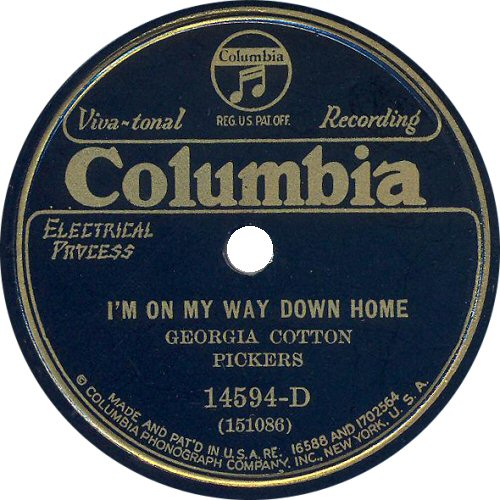 Columbia
REG. U.S. PAT. OFF.
Viva-tonal Recording
Columbia
ELECTRICAL
PROCESS
I'M ON MY WAY DOWN HOME
GEORGIA COTTON
PICKERS
14594-D
(151086)
MADE AND PAT'D IN U.S.A. RE. 16588 AND 1702564
© COLUMBIA PHONOGRAPH COMPANY, INC., NEW YORK, U.S.A.